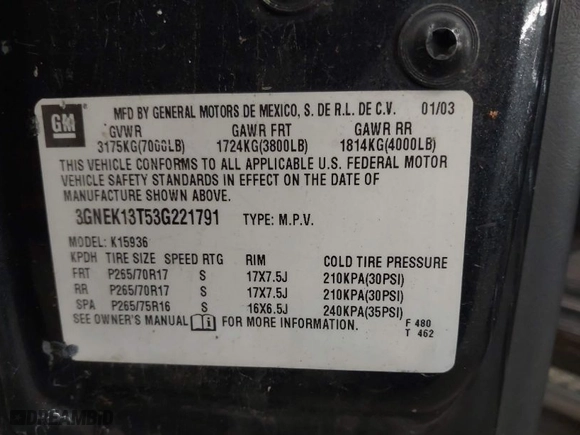 GM
MFD BY GENERAL MOTORS DE MEXICO, S. DE R.L. DE C.V. 01/03
GVWR GAWR FRT GAWR RR
3175KG(7000LB) 1724KG(3800LB) 1814KG(4000LB)
THIS VEHICLE CONFORMS TO ALL APPLICABLE U.S. FEDERAL MOTOR
VEHICLE SAFETY STANDARDS IN EFFECT ON THE DATE OF
MANUFACTURE SHOWN ABOVE.
3GNEK13T53G221791 TYPE: M.P.V.
MODEL: K15936
KPDH TIRE SIZE SPEED RTG RIM COLD TIRE PRESSURE
FRT P265/70R17 S 17X7.5J 210KPA(30PSI)
RR P265/70R17 S 17X7.5J 210KPA(30PSI)
SPA P265/75R16 S 16X6.5J 240KPA(35PSI)
SEE OWNER'S MANUAL i FOR MORE INFORMATION.
F 480
T 462
DREAMBID